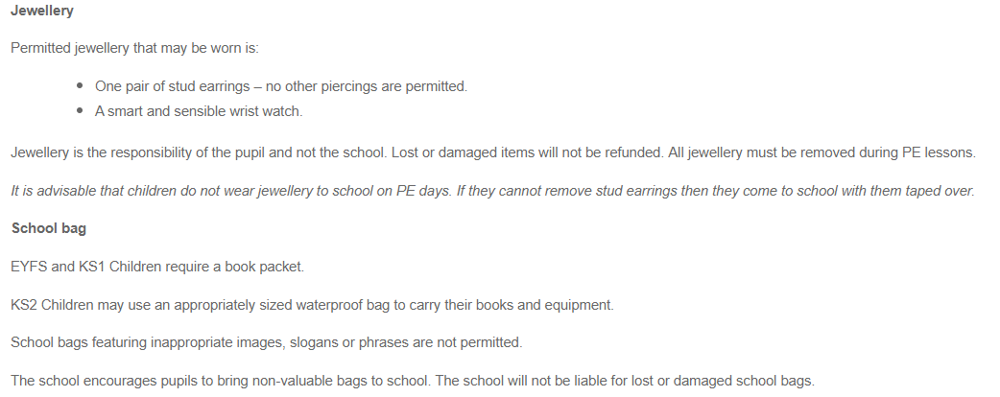 Jewellery
Permitted jewellery that may be worn is:
• One pair of stud earrings – no other piercings are permitted.
• A smart and sensible wrist watch.
Jewellery is the responsibility of the pupil and not the school. Lost or damaged items will not be refunded. All jewellery must be removed during PE lessons.
It is advisable that children do not wear jewellery to school on PE days. If they cannot remove stud earrings then they come to school with them taped over.
School bag
EYFS and KS1 Children require a book packet.
KS2 Children may use an appropriately sized waterproof bag to carry their books and equipment.
School bags featuring inappropriate images, slogans or phrases are not permitted.
The school encourages pupils to bring non-valuable bags to school. The school will not be liable for lost or damaged school bags.